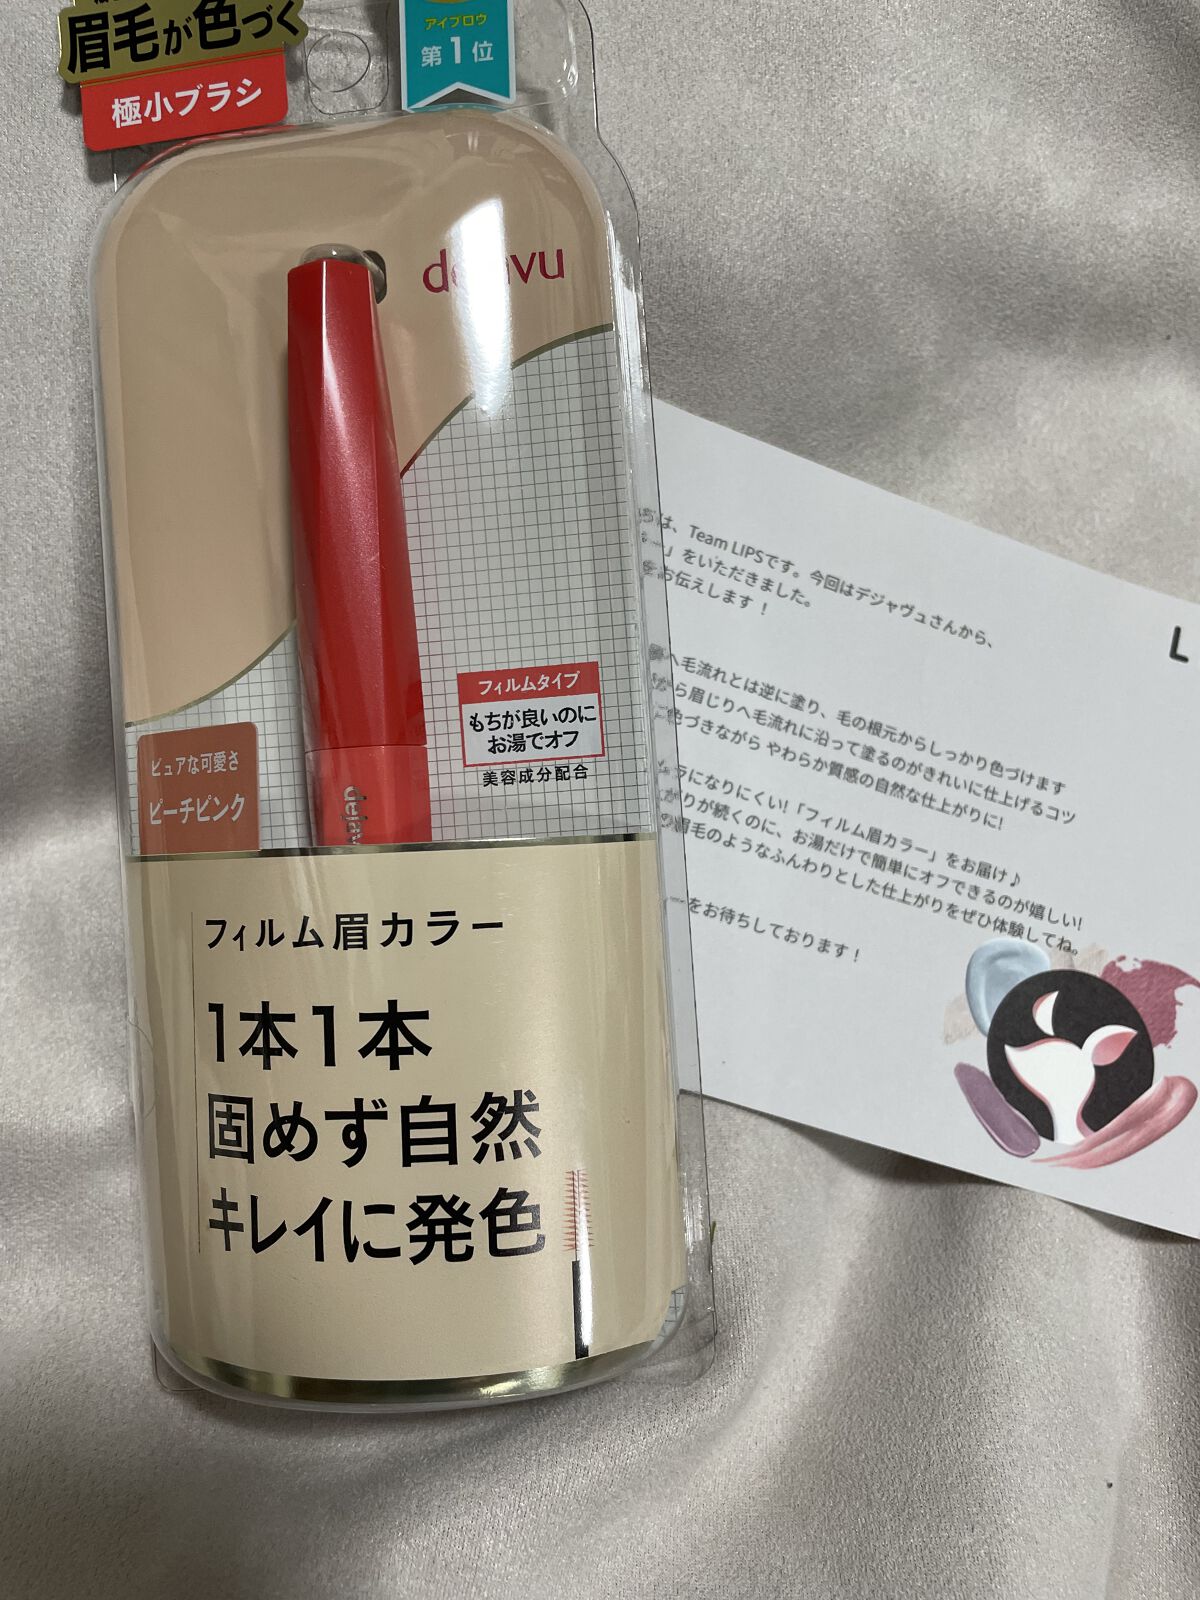 眉毛が色づく
極小ブラシ
アイブロウ
第1位
dejavu
フィルムタイプ
もちが良いのに
お湯でオフ
美容成分配合
ピュアな可愛さ
ピーチピンク
dejav
フィルム眉カラー
1本1本
固めず自然
キレイに発色
は、Team LIPSです。今回はデジャヴュさんから、
」をいただきました。
お伝えします！
L
へ毛流れとは逆に塗り、毛の根元からしっかり色づけます
ら眉じりへ毛流れに沿って塗るのがきれいに仕上げるコツ
色づきながら やわらか質感の自然な仕上がりに!
ラになりにくい!「フィルム眉カラー」をお届け♪
がりが続くのに、お湯だけで簡単にオフできるのが嬉しい!
眉毛のようなふんわりとした仕上がりをぜひ体験してね。
ーをお待ちしております！